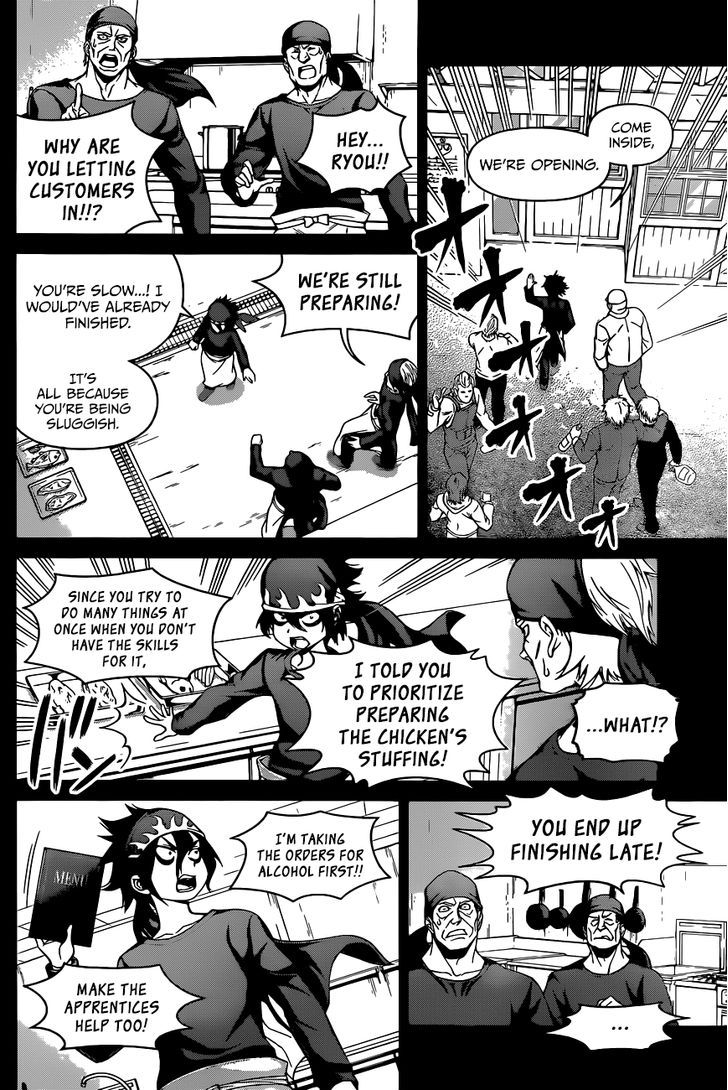 COME
INSIDE,
WE'RE OPENING.
HEY...
RYOU!!
WHY ARE
YOU LETTING
CUSTOMERS
IN!!?
WE'RE STILL
PREPARING!
YOU'RE SLOW...! I
WOULD'VE ALREADY
FINISHED.
IT'S
ALL BECAUSE
YOU'RE BEING
SLUGGISH.
...WHAT!?
I TOLD YOU
TO PRIORITIZE
PREPARING
THE CHICKEN'S
STUFFING!
SINCE YOU TRY TO
DO MANY THINGS AT
ONCE WHEN YOU DON'T
HAVE THE SKILLS
FOR IT,
YOU END UP
FINISHING LATE!
...
I'M TAKING
THE ORDERS FOR
ALCOHOL FIRST!!
MENU
MAKE THE
APPRENTICES
HELP TOO!